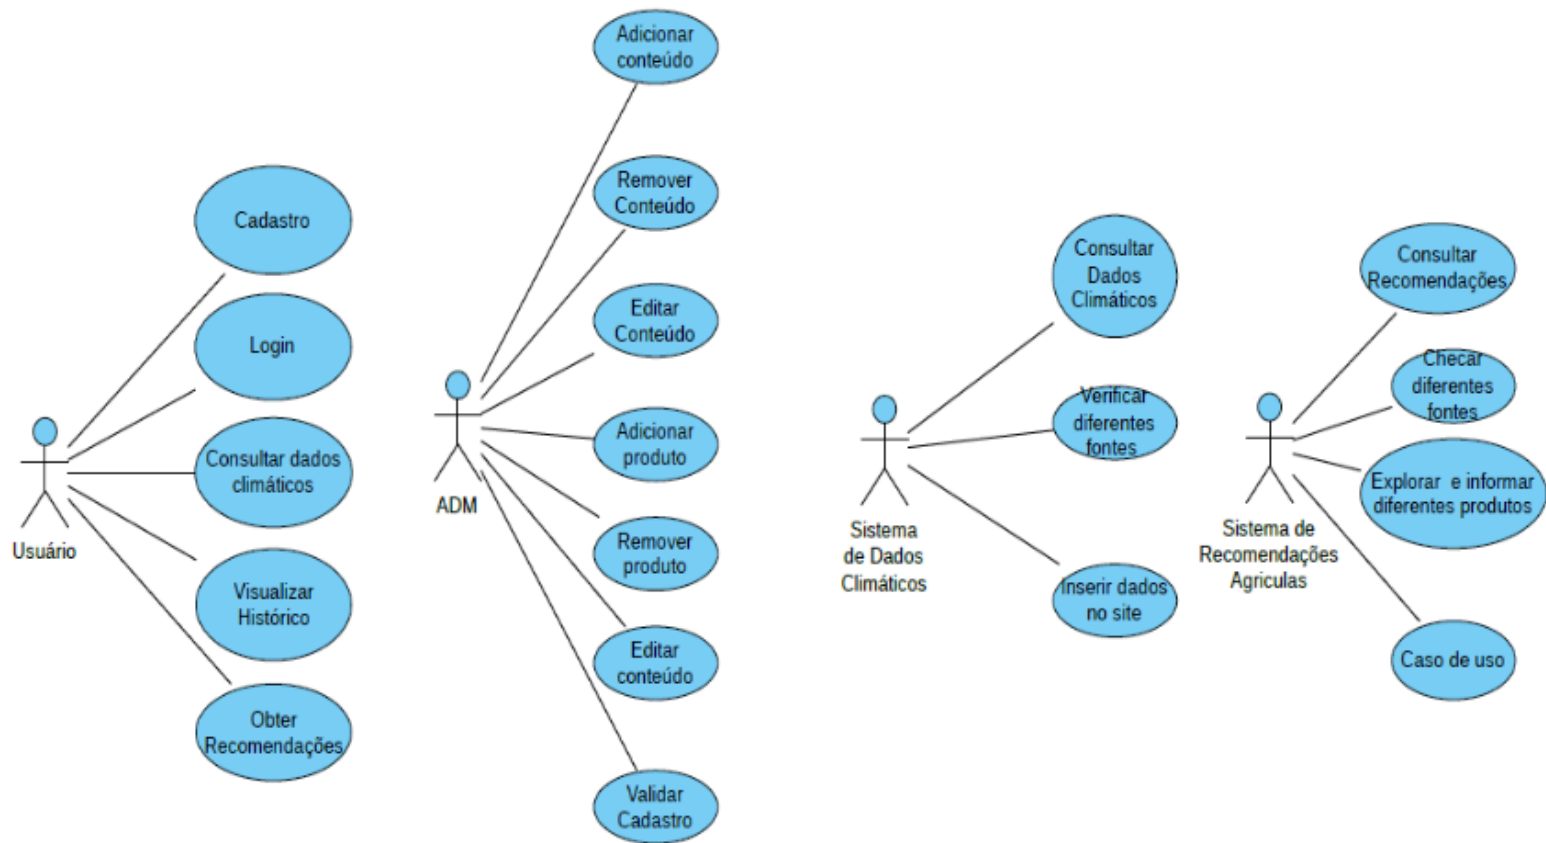 Cadastro
Login
Consultar dados
climáticos
Visualizar
Histórico
Obter
Recomendações
Usuário
Adicionar
conteúdo
Remover
Conteúdo
Editar
Conteúdo
Adicionar
produto
Remover
produto
Editar
conteúdo
Validar
Cadastro
ADM
Consultar
Dados
Climáticos
Verificar
diferentes
fontes
Inserir dados
no site
Sistema
de Dados
Climáticos
Consultar
Recomendações
Checar
diferentes
fontes
Explorar e informar
diferentes produtos
Caso de uso
Sistema de
Recomendações
Agriculas